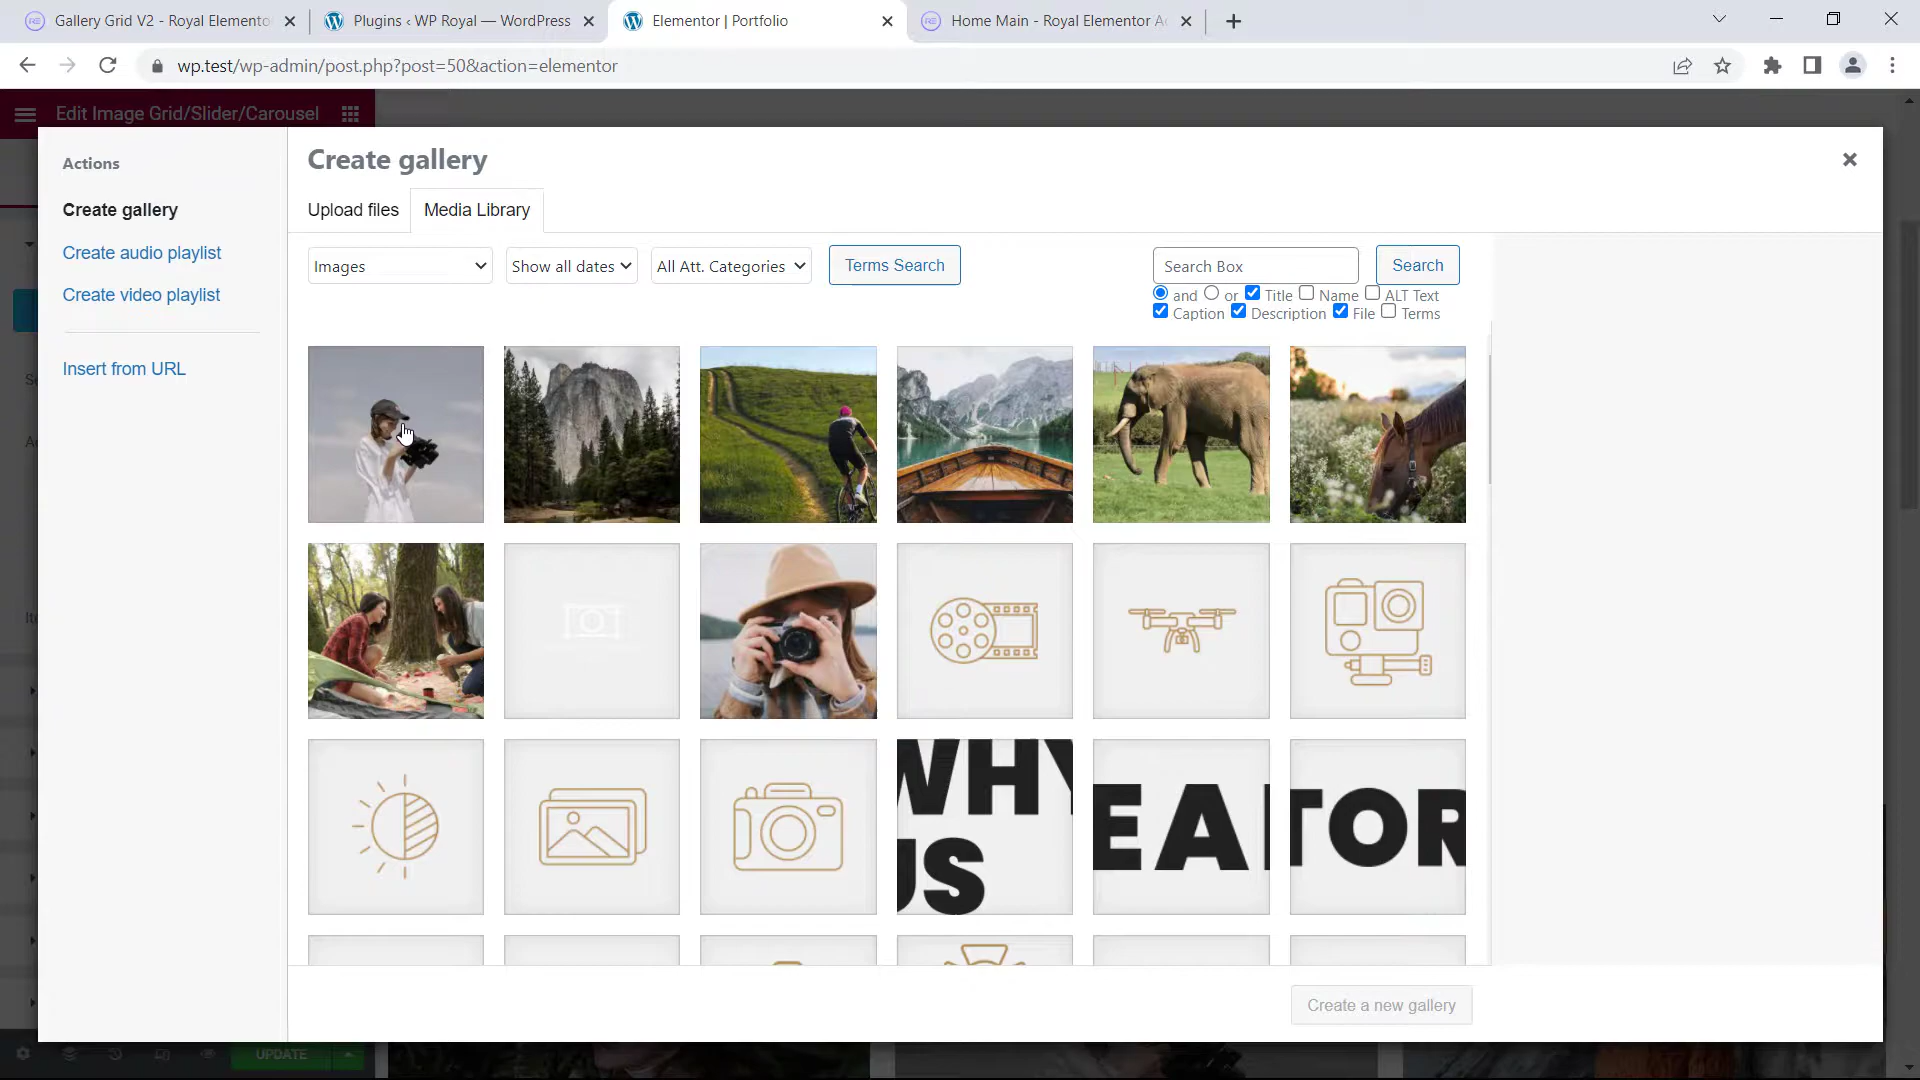 Gallery Grid V2 - Royal Elemento
Plugins ‹ WP Royal — WordPress
Elementor | Portfolio
Home Main - Royal Elementor A
wp.test/wp-admin/post.php?post=50&action=elementor
Edit Image Grid/Slider/Carousel
Actions
Create gallery
Create audio playlist
Create video playlist
Insert from URL
Create gallery
Upload files
Media Library
Images
Show all dates
All Att. Categories
Terms Search
Search Box
Search
and or Title Name ALT Text
Caption Description File Terms
WHY
US
EA
TOR
Create a new gallery
UPDATE